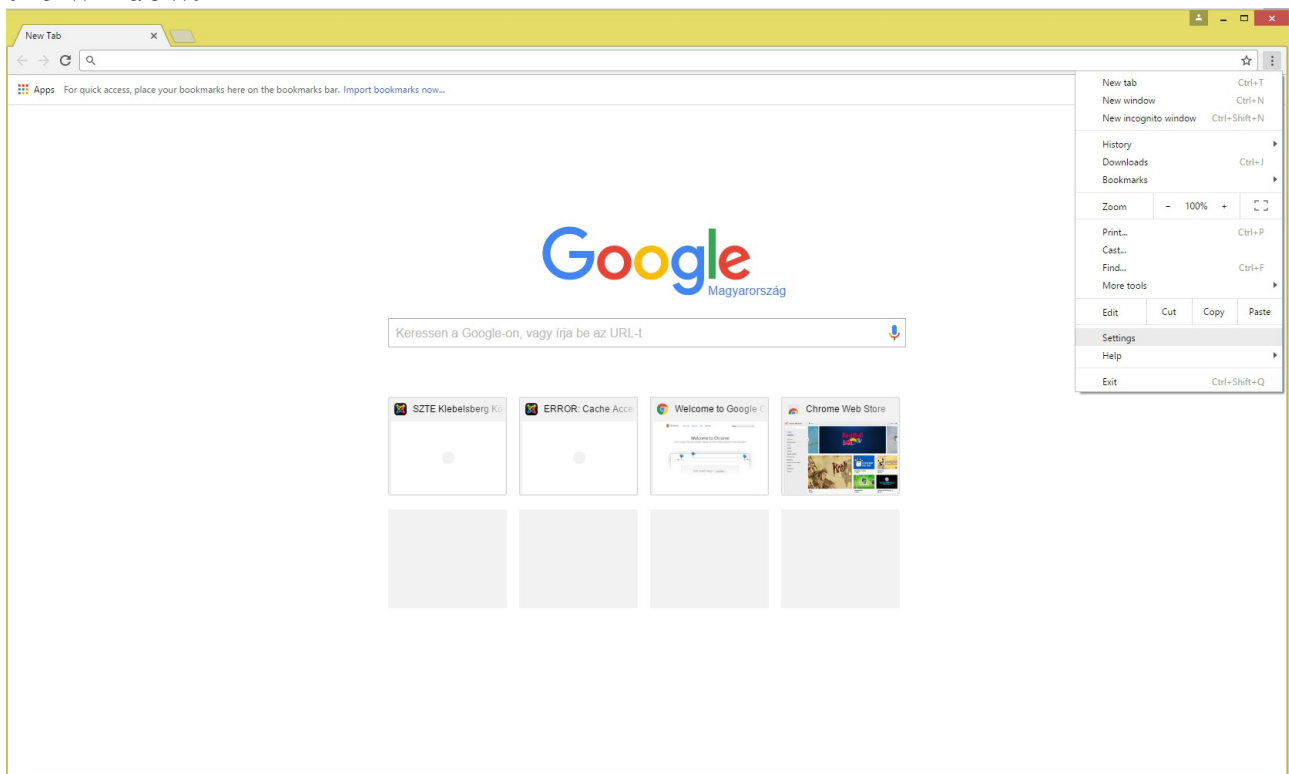 New Tab
Apps For quick access, place your bookmarks here on the bookmarks bar. Import bookmarks now...
New tab Ctrl+T
New window Ctrl+N
New incognito window Ctrl+Shift+N
History
Downloads Ctrl+J
Bookmarks
Zoom - 100% +
Print... Ctrl+P
Cast...
Find... Ctrl+F
More tools
Edit Cut Copy Paste
Settings
Help
Exit Ctrl+Shift+Q
Google
Magyarország
Keressen a Google-on, vagy írja be az URL-t
SZTE Klebelsberg Kö
ERROR: Cache Acce
Welcome to Google C
Chrome Web Store
Welcome to Chrome